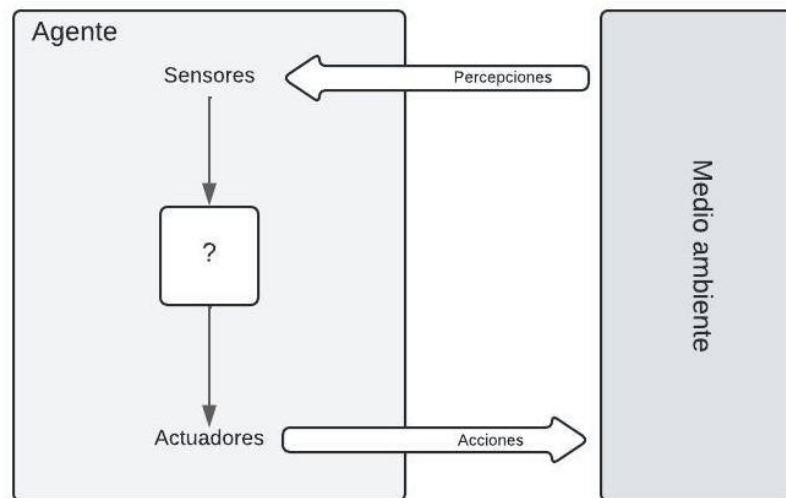 Agente
Sensores
Percepciones
?
Medio ambiente
Actuadores
Acciones